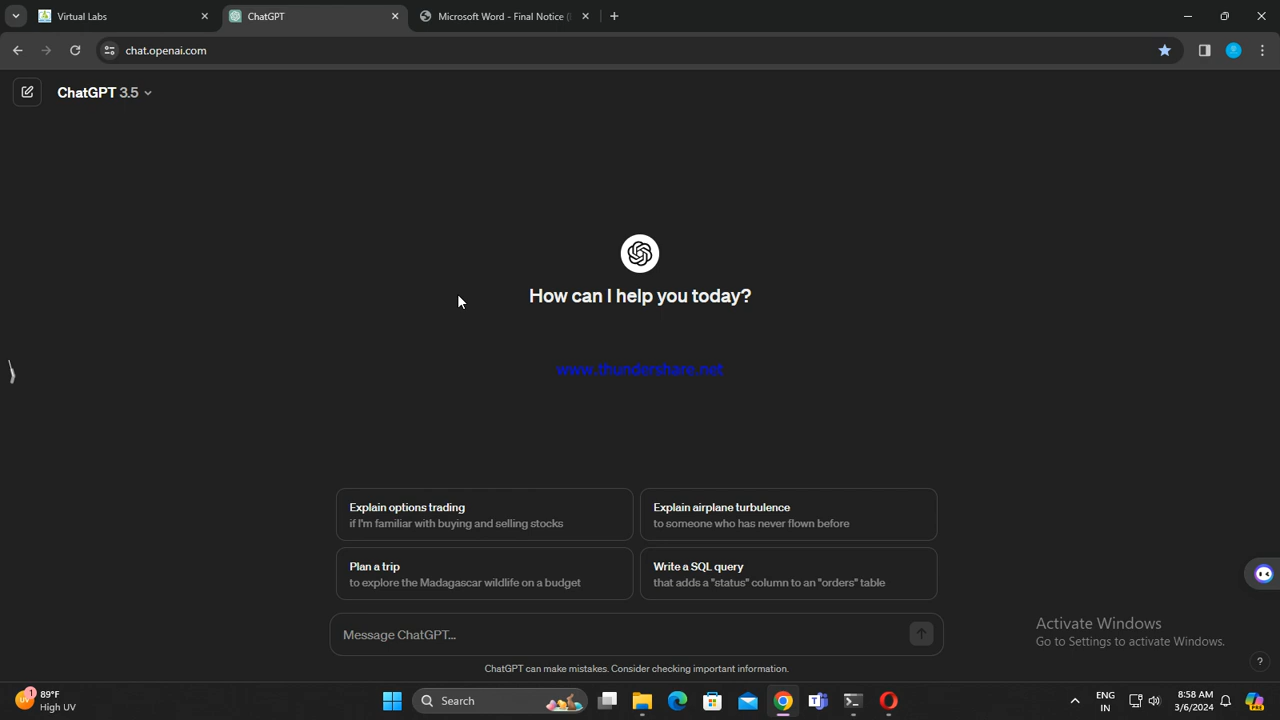 Virtual Labs
ChatGPT
Microsoft Word - Final Notice (
chat.openai.com
ChatGPT 3.5
How can I help you today?
www.thundershare.net
Explain options trading
if I'm familiar with buying and selling stocks
Explain airplane turbulence
to someone who has never flown before
Plan a trip
to explore the Madagascar wildlife on a budget
Write a SQL query
that adds a "status" column to an "orders" table
Message ChatGPT...
Activate Windows
Go to Settings to activate Windows.
ChatGPT can make mistakes. Consider checking important information.
?
1
89°F
High UV
Search
ENG
IN
8:58 AM
3/6/2024